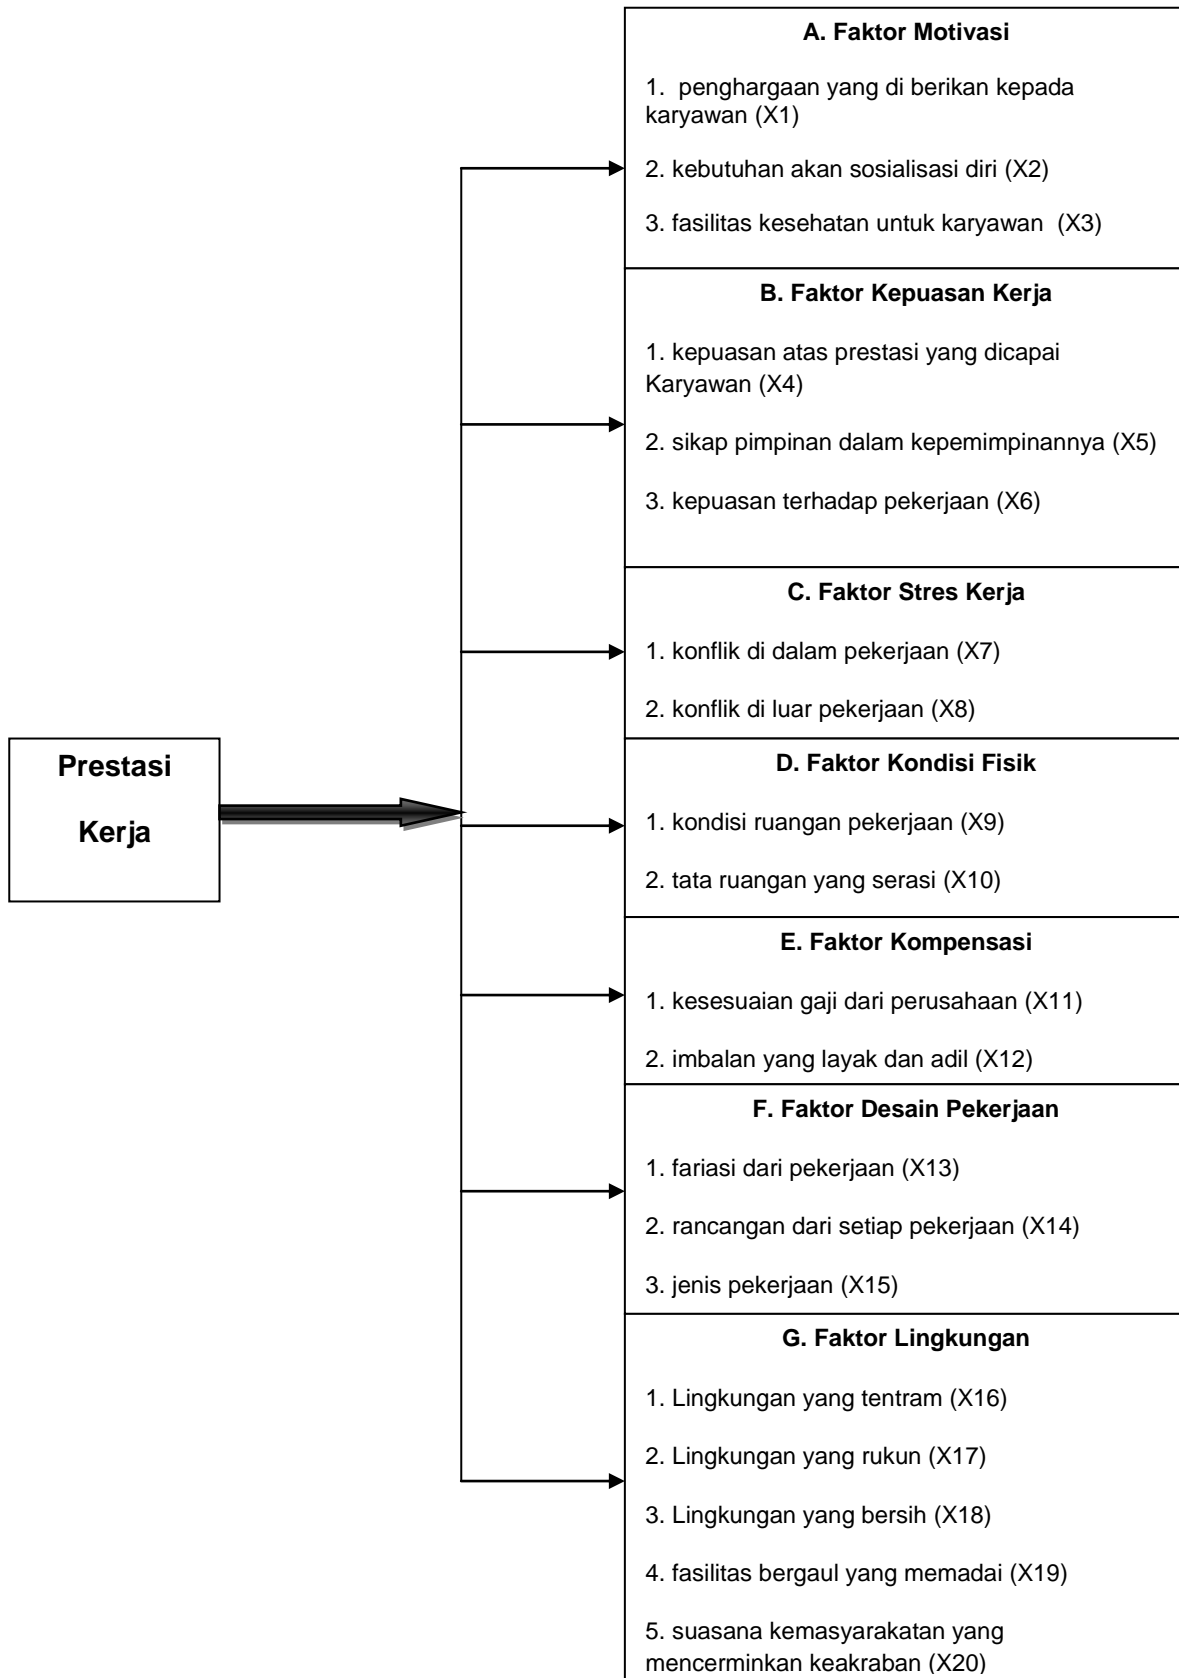 A. Faktor Motivasi
1. penghargaan yang di berikan kepada
karyawan (X1)
2. kebutuhan akan sosialisasi diri (X2)
3. fasilitas kesehatan untuk karyawan (X3)
B. Faktor Kepuasan Kerja
1. kepuasan atas prestasi yang dicapai
Karyawan (X4)
2. sikap pimpinan dalam kepemimpinannya (X5)
3. kepuasan terhadap pekerjaan (X6)
C. Faktor Stres Kerja
1. konflik di dalam pekerjaan (X7)
2. konflik di luar pekerjaan (X8)
Prestasi
Kerja
D. Faktor Kondisi Fisik
1. kondisi ruangan pekerjaan (X9)
2. tata ruangan yang serasi (X10)
E. Faktor Kompensasi
1. kesesuaian gaji dari perusahaan (X11)
2. imbalan yang layak dan adil (X12)
F. Faktor Desain Pekerjaan
1. fariasi dari pekerjaan (X13)
2. rancangan dari setiap pekerjaan (X14)
3. jenis pekerjaan (X15)
G. Faktor Lingkungan
1. Lingkungan yang tentram (X16)
2. Lingkungan yang rukun (X17)
3. Lingkungan yang bersih (X18)
4. fasilitas bergaul yang memadai (X19)
5. suasana kemasyarakatan yang
mencerminkan keakraban (X20)